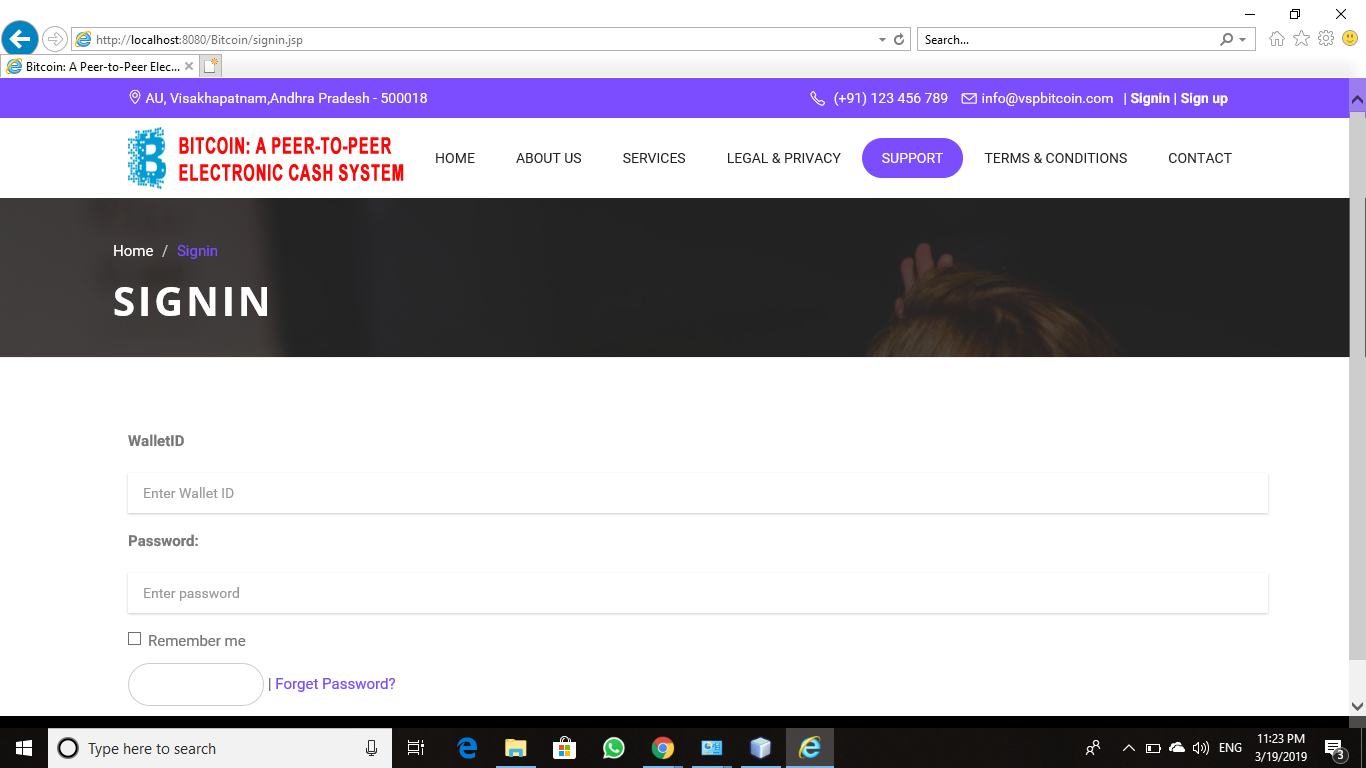 http://localhost:8080/Bitcoin/signin.jsp
Search...
Bitcoin: A Peer-to-Peer Elec...
AU, Visakhapatnam,Andhra Pradesh - 500018
(+91) 123 456 789 info@vspbitcoin.com | Signin | Sign up
BITCOIN: A PEER-TO-PEER
ELECTRONIC CASH SYSTEM
HOME ABOUT US SERVICES LEGAL & PRIVACY SUPPORT TERMS & CONDITIONS CONTACT
Home / Signin
SIGNIN
WalletID
Enter Wallet ID
Password:
Enter password
Remember me
| Forget Password?
Type here to search
ENG
11:23 PM
3/19/2019
3